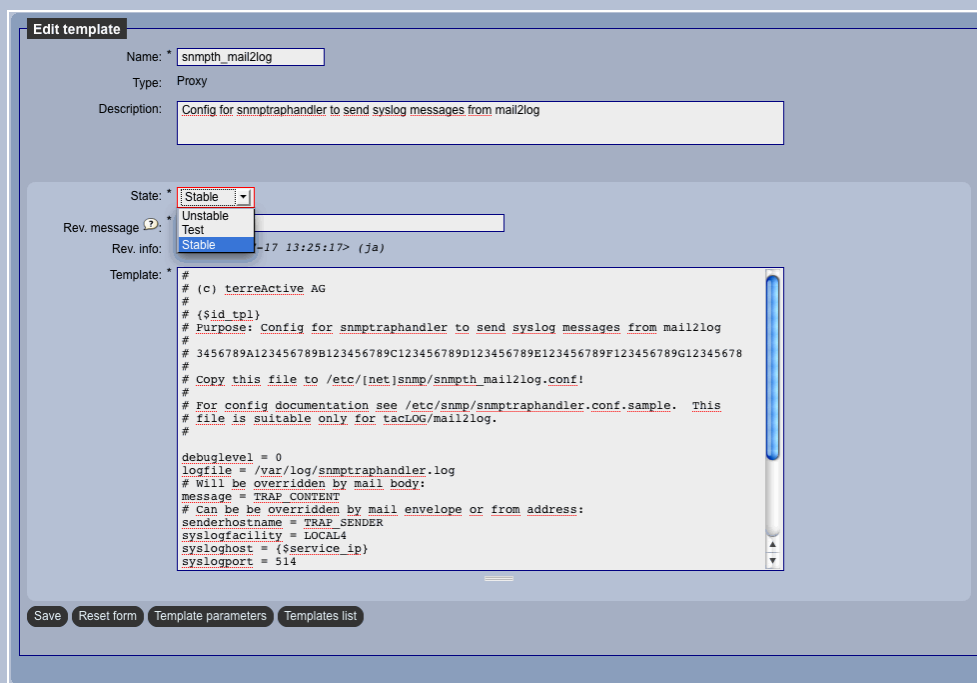 Edit template
Name: * snmpth_mail2log
Type: Proxy
Description: Config for snmptraphandler to send syslog messages from mail2log
State: * Stable
Unstable
Test
Stable
Rev. message ? : *
Rev. info: -17 13:25:17> (ja)
Template: * #
# (c) terreActive AG
#
# {$id_tpl}
# Purpose: Config for snmptraphandler to send syslog messages from mail2log
#
# 3456789A123456789B123456789C123456789D123456789E123456789F123456789G12345678
#
# Copy this file to /etc/[net]snmp/snmpth_mail2log.conf!
#
# For config documentation see /etc/snmp/snmptraphandler.conf.sample. This
# file is suitable only for tacLOG/mail2log.
#
debuglevel = 0
logfile = /var/log/snmptraphandler.log
# Will be overridden by mail body:
message = TRAP_CONTENT
# Can be be overridden by mail envelope or from address:
senderhostname = TRAP_SENDER
syslogfacility = LOCAL4
sysloghost = {$service_ip}
syslogport = 514
Save Reset form Template parameters Templates list